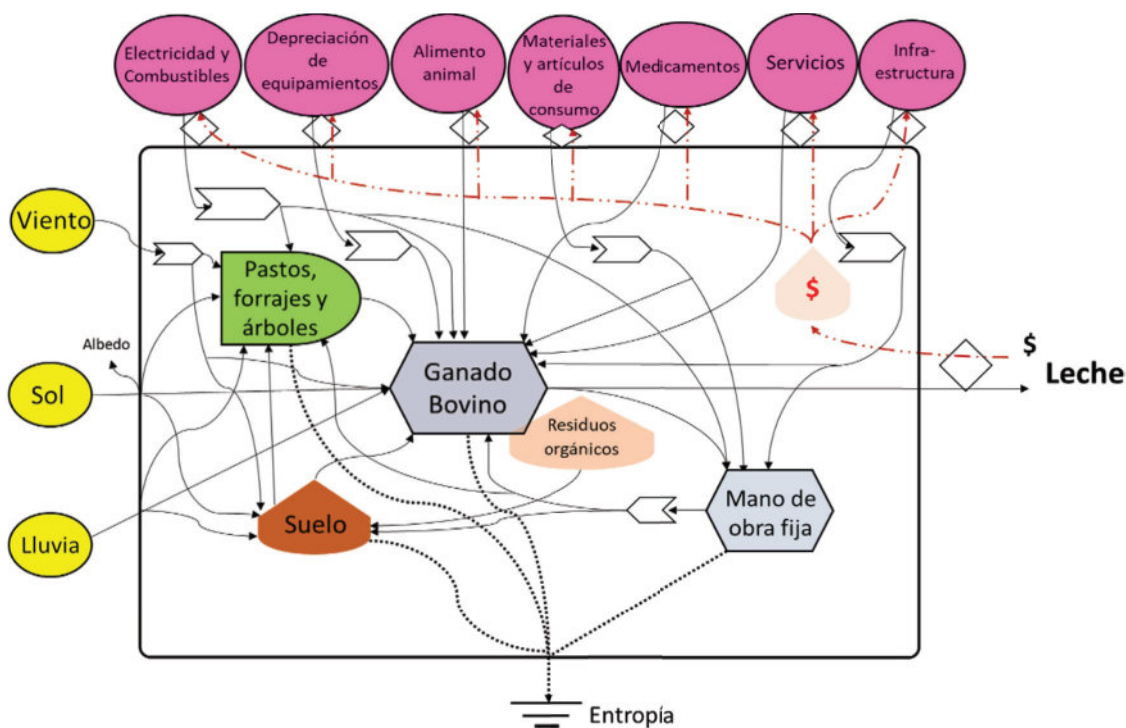 Electricidad y
Combustibles
Depreciación
de
equipamientos
Alimento
animal
Materiales
y artículos
de
consumo
Medicamentos
Servicios
Infra-
estructura
Viento
Pastos,
forrajes y
árboles
$
Albedo
$
Leche
Sol
Ganado
Bovino
Residuos
orgánicos
Suelo
Mano de
obra fija
Lluvia
Entropía